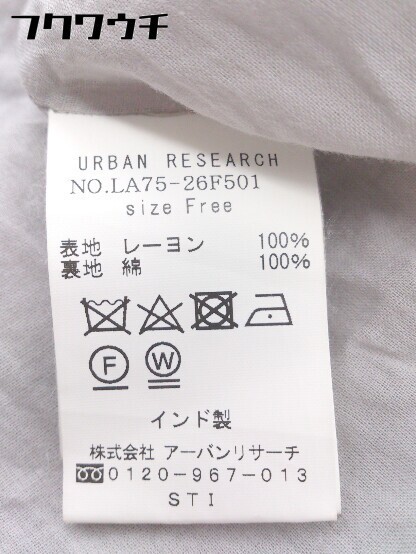 フクワウチ
URBAN RESEARCH
NO.LA75-26F501
size Free
表地 レーヨン 100%
裏地 綿 100%
F W
インド製
株式会社 アーバンリサーチ
0120-967-013
STI